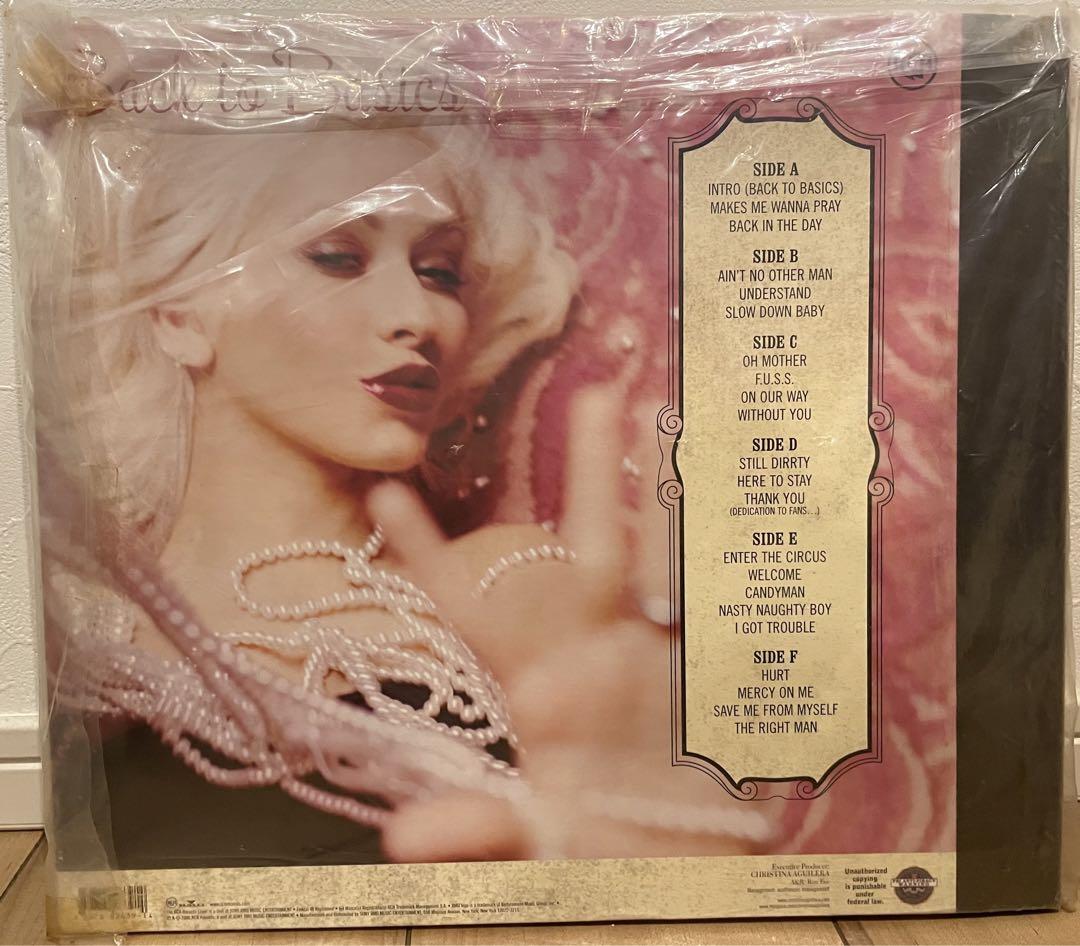 Back to Basics
SIDE A
INTRO (BACK TO BASICS)
MAKES ME WANNA PRAY
BACK IN THE DAY
SIDE B
AIN'T NO OTHER MAN
UNDERSTAND
SLOW DOWN BABY
SIDE C
OH MOTHER
F.U.S.S.
ON OUR WAY
WITHOUT YOU
SIDE D
STILL DIRRTY
HERE TO STAY
THANK YOU
(DEDICATION TO FANS...)
SIDE E
ENTER THE CIRCUS
WELCOME
CANDYMAN
NASTY NAUGHTY BOY
I GOT TROUBLE
SIDE F
HURT
MERCY ON ME
SAVE ME FROM MYSELF
THE RIGHT MAN
Executive Producer:
CHRISTINA AGUILERA
Unauthorized
copying
is punishable
under
federal law.